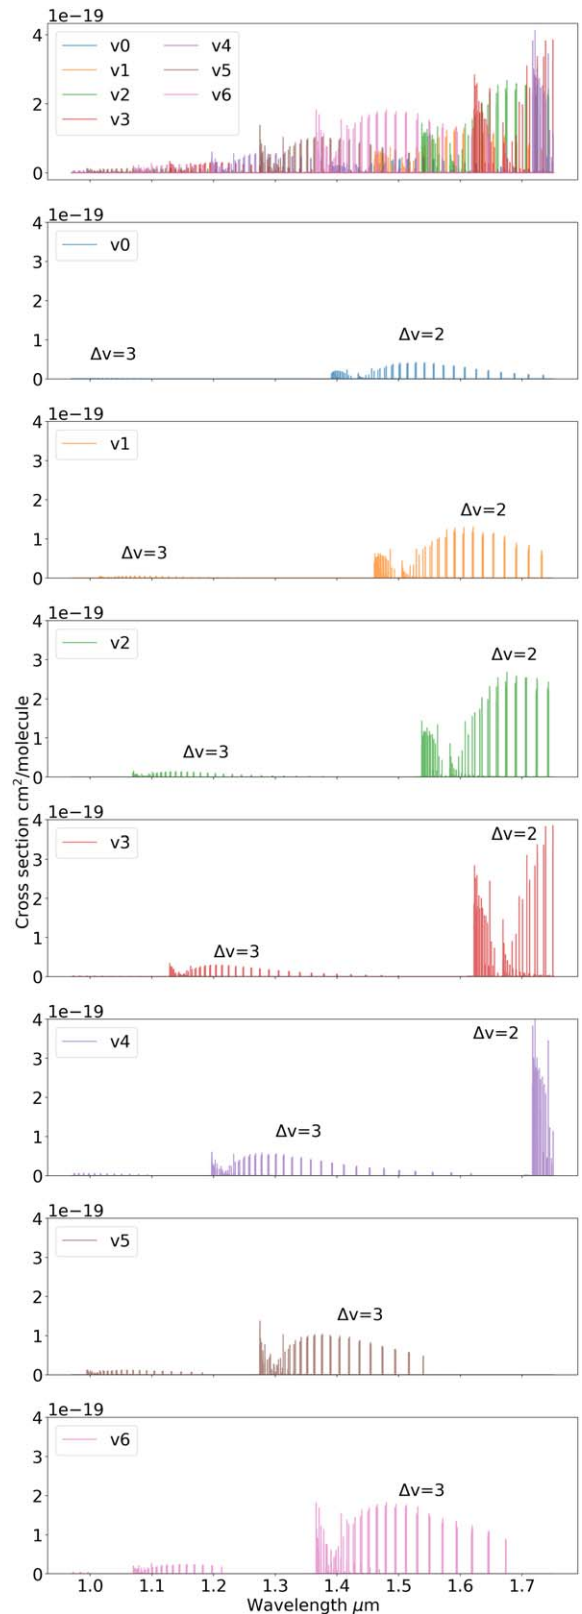 1e−19
4
2
0
v0
v1
v2
v3
v4
v5
v6
1e−19
4
3
2
1
0
v0
Δv=3
Δv=2
1e−19
4
3
2
1
0
v1
Δv=3
Δv=2
1e−19
4
3
2
1
0
v2
Δv=3
Δv=2
Cross section cm²/molecule
1e−19
4
3
2
1
0
v3
Δv=3
Δv=2
1e−19
4
3
2
1
0
v4
Δv=3
Δv=2
1e−19
4
3
2
1
0
v5
Δv=3
1e−19
4
3
2
1
0
v6
Δv=3
1.0 1.1 1.2 1.3 1.4 1.5 1.6 1.7
Wavelength μm